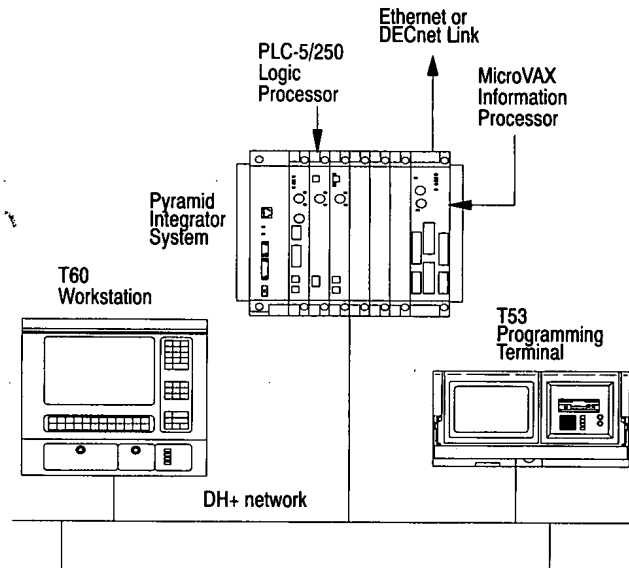 Ethernet or
DECnet Link
PLC-5/250
Logic
Processor
MicroVAX
Information
Processor
Pyramid
Integrator
System
T60
Workstation
T53
Programming
Terminal
DH+ network